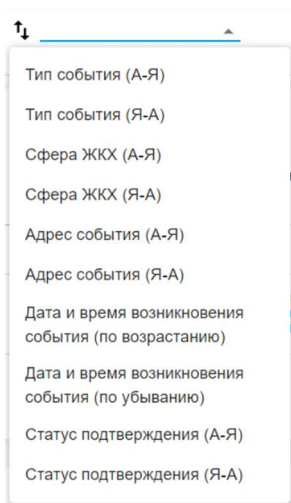 Тип события (А-Я)
Тип события (Я-А)
Сфера ЖКХ (А-Я)
Сфера ЖКХ (Я-А)
Адрес события (А-Я)
Адрес события (Я-А)
Дата и время возникновения
события (по возрастанию)
Дата и время возникновения
события (по убыванию)
Статус подтверждения (А-Я)
Статус подтверждения (Я-А)